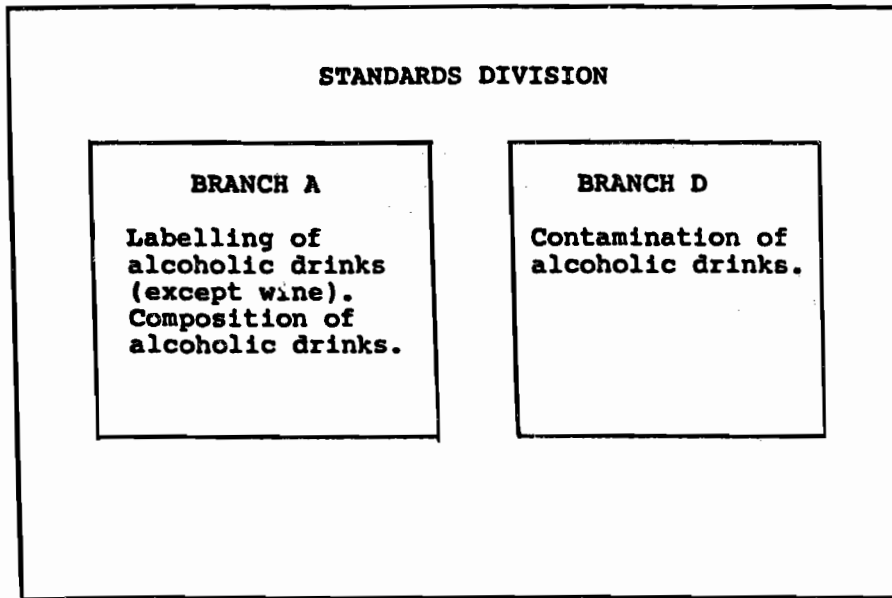 STANDARDS DIVISION
BRANCH A
Labelling of
alcoholic drinks
(except wine).
Composition of
alcoholic drinks.
BRANCH D
Contamination of
alcoholic drinks.